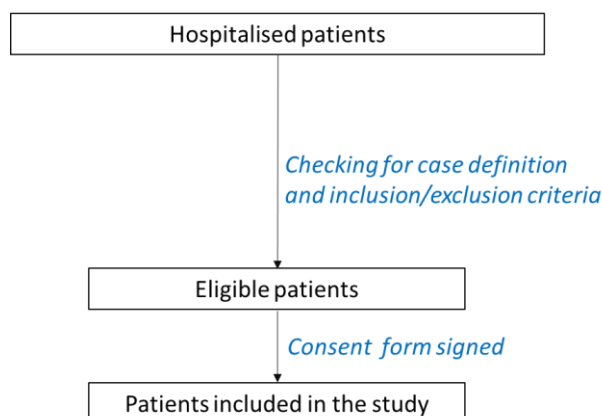 Hospitalised patients
Checking for case definition
and inclusion/exclusion criteria
Eligible patients
Consent form signed
Patients included in the study